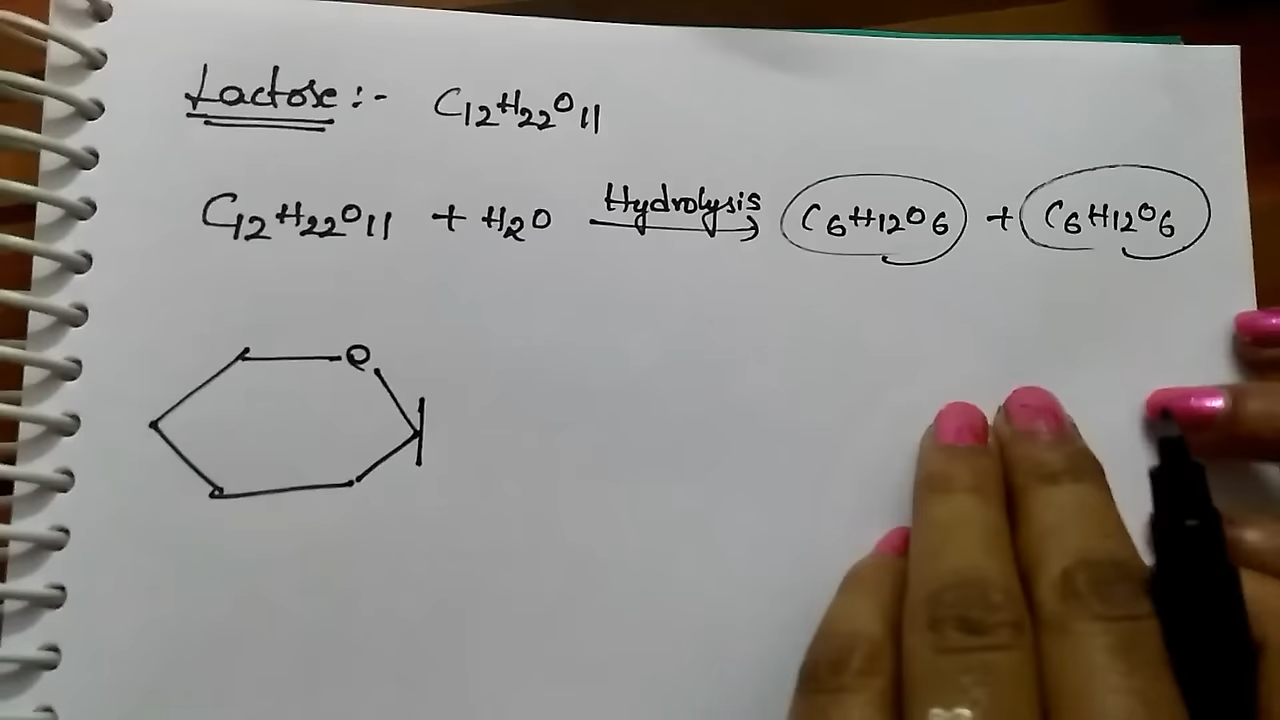 Lactose :- C12H22O11
C12H22O11 + H2O Hydrolysis → C6H12O6 + C6H12O6
O